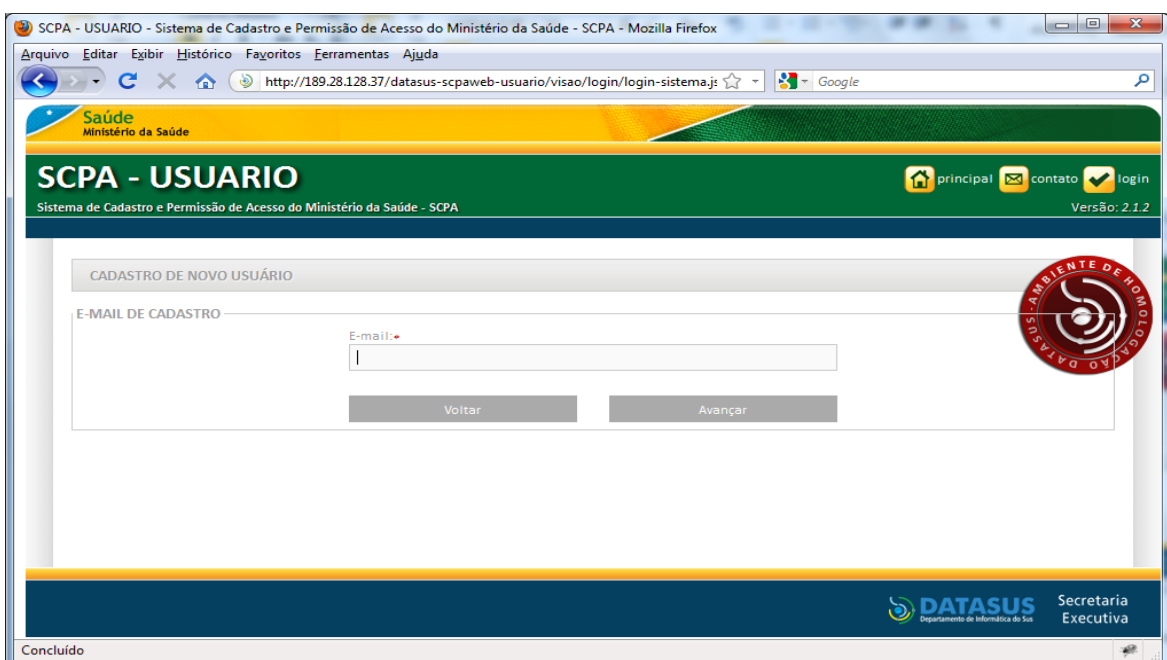 SCPA - USUARIO - Sistema de Cadastro e Permissão de Acesso do Ministério da Saúde - SCPA - Mozilla Firefox
Arquivo Editar Exibir Histórico Favoritos Ferramentas Ajuda
http://189.28.128.37/datasus-scpaweb-usuario/visao/login/login-sistema.j Google
Saúde
Ministério da Saúde
SCPA - USUARIO
principal contato login
Sistema de Cadastro e Permissão de Acesso do Ministério da Saúde - SCPA
Versão: 2.1.2
CADASTRO DE NOVO USUÁRIO
AMBIENTE DE HOMOLOGAÇÃO DATASUS
E-MAIL DE CADASTRO
E-mail:
Voltar Avançar
DATASUS
Departamento de Informática do Sus
Secretaria
Executiva
Concluído